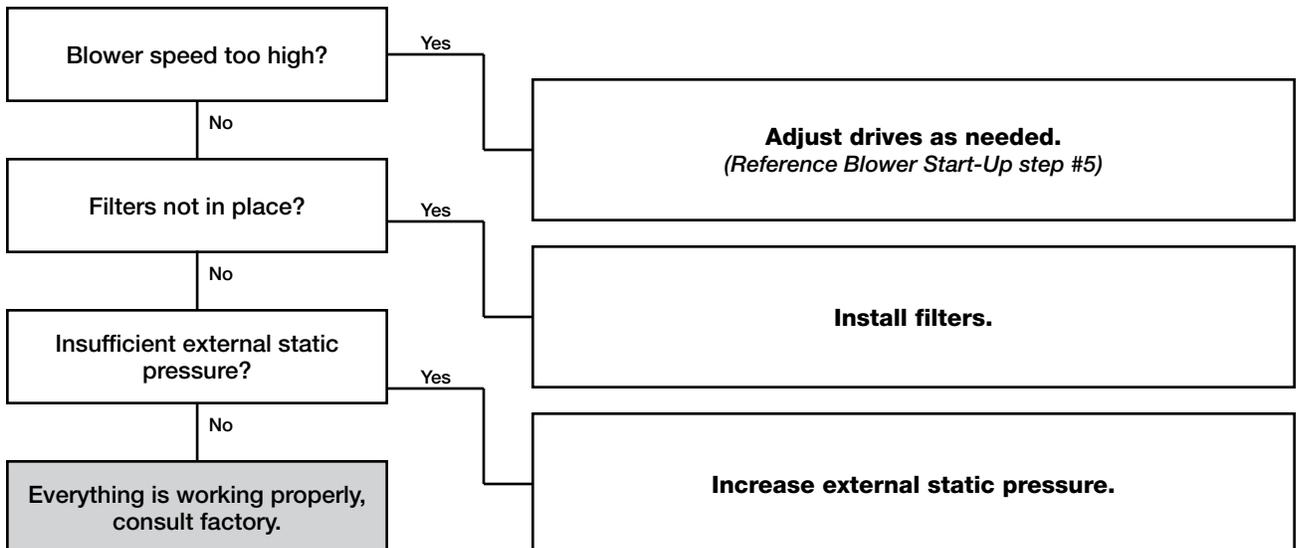 Blower speed too high?
Yes
Adjust drives as needed.
(Reference Blower Start-Up step #5)
No
Filters not in place?
Yes
Install filters.
No
Insufficient external static
pressure?
Yes
Increase external static pressure.
No
Everything is working properly,
consult factory.